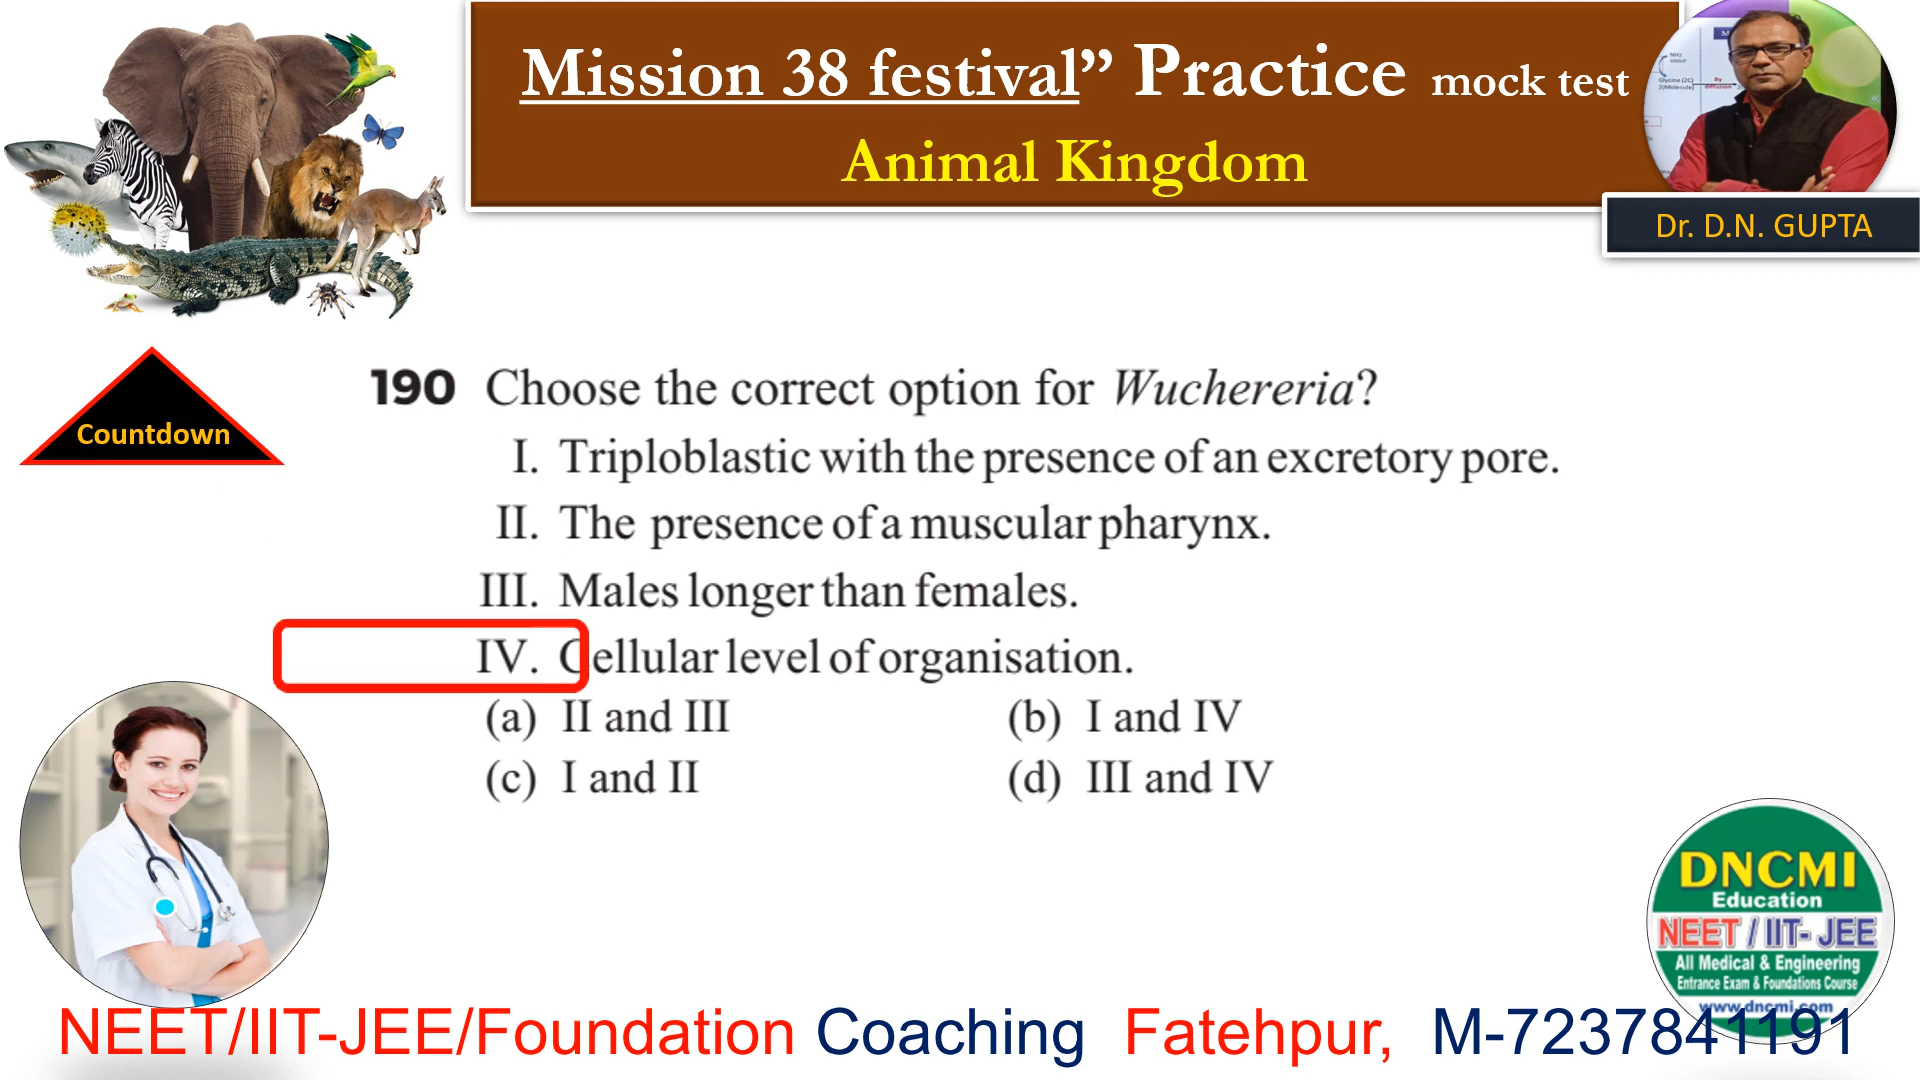 Mission 38 festival” Practice mock test
Animal Kingdom
Dr. D.N. GUPTA
Countdown
190 Choose the correct option for Wuchereria?
I. Triploblastic with the presence of an excretory pore.
II. The presence of a muscular pharynx.
III. Males longer than females.
IV. Cellular level of organisation.
(a) II and III (b) I and IV
(c) I and II (d) III and IV
DNCMI
Education
NEET / IIT- JEE
All Medical & Engineering
Entrance Exam & Foundations Course
www.dncmi.com
NEET/IIT-JEE/Foundation Coaching Fatehpur, M-7237841191